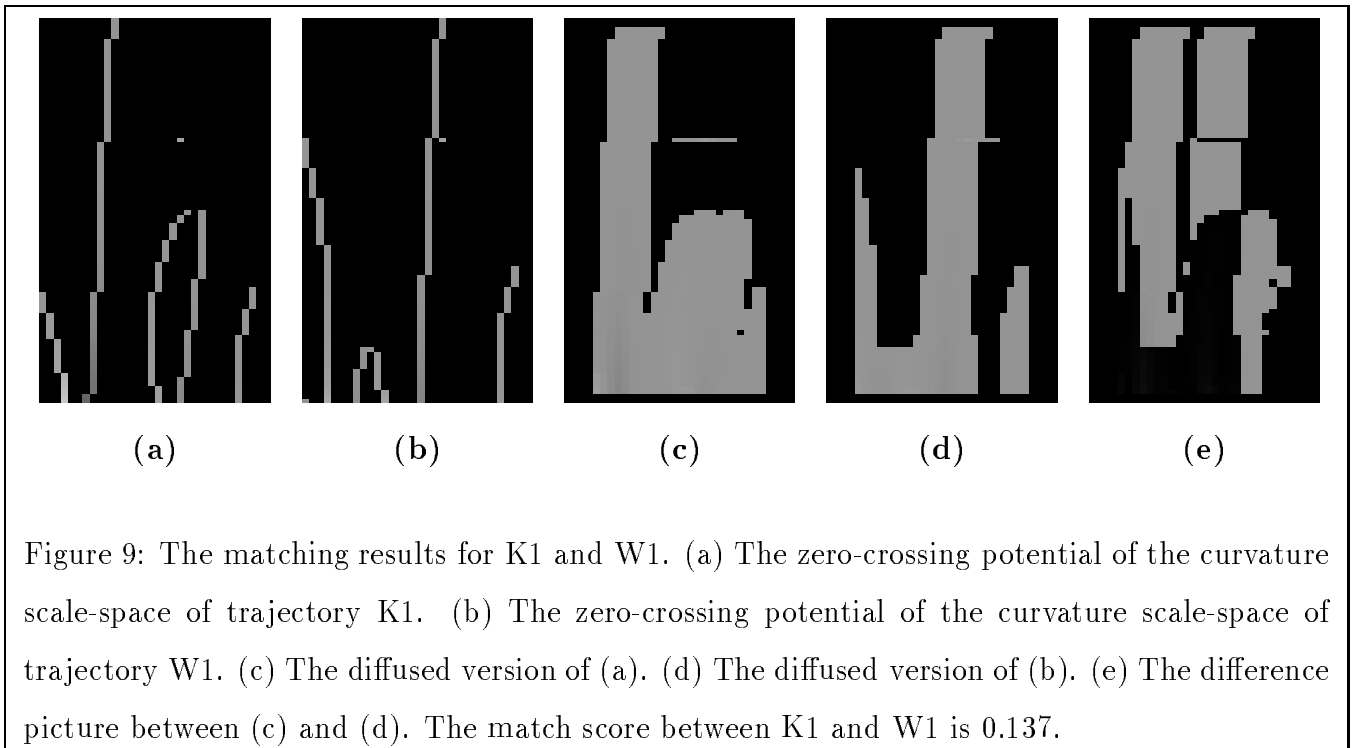 (a) (b) (c) (d) (e)
Figure 9: The matching results for K1 and W1. (a) The zero-crossing potential of the curvature
scale-space of trajectory K1. (b) The zero-crossing potential of the curvature scale-space of
trajectory W1. (c) The diffused version of (a). (d) The diffused version of (b). (e) The difference
picture between (c) and (d). The match score between K1 and W1 is 0.137.